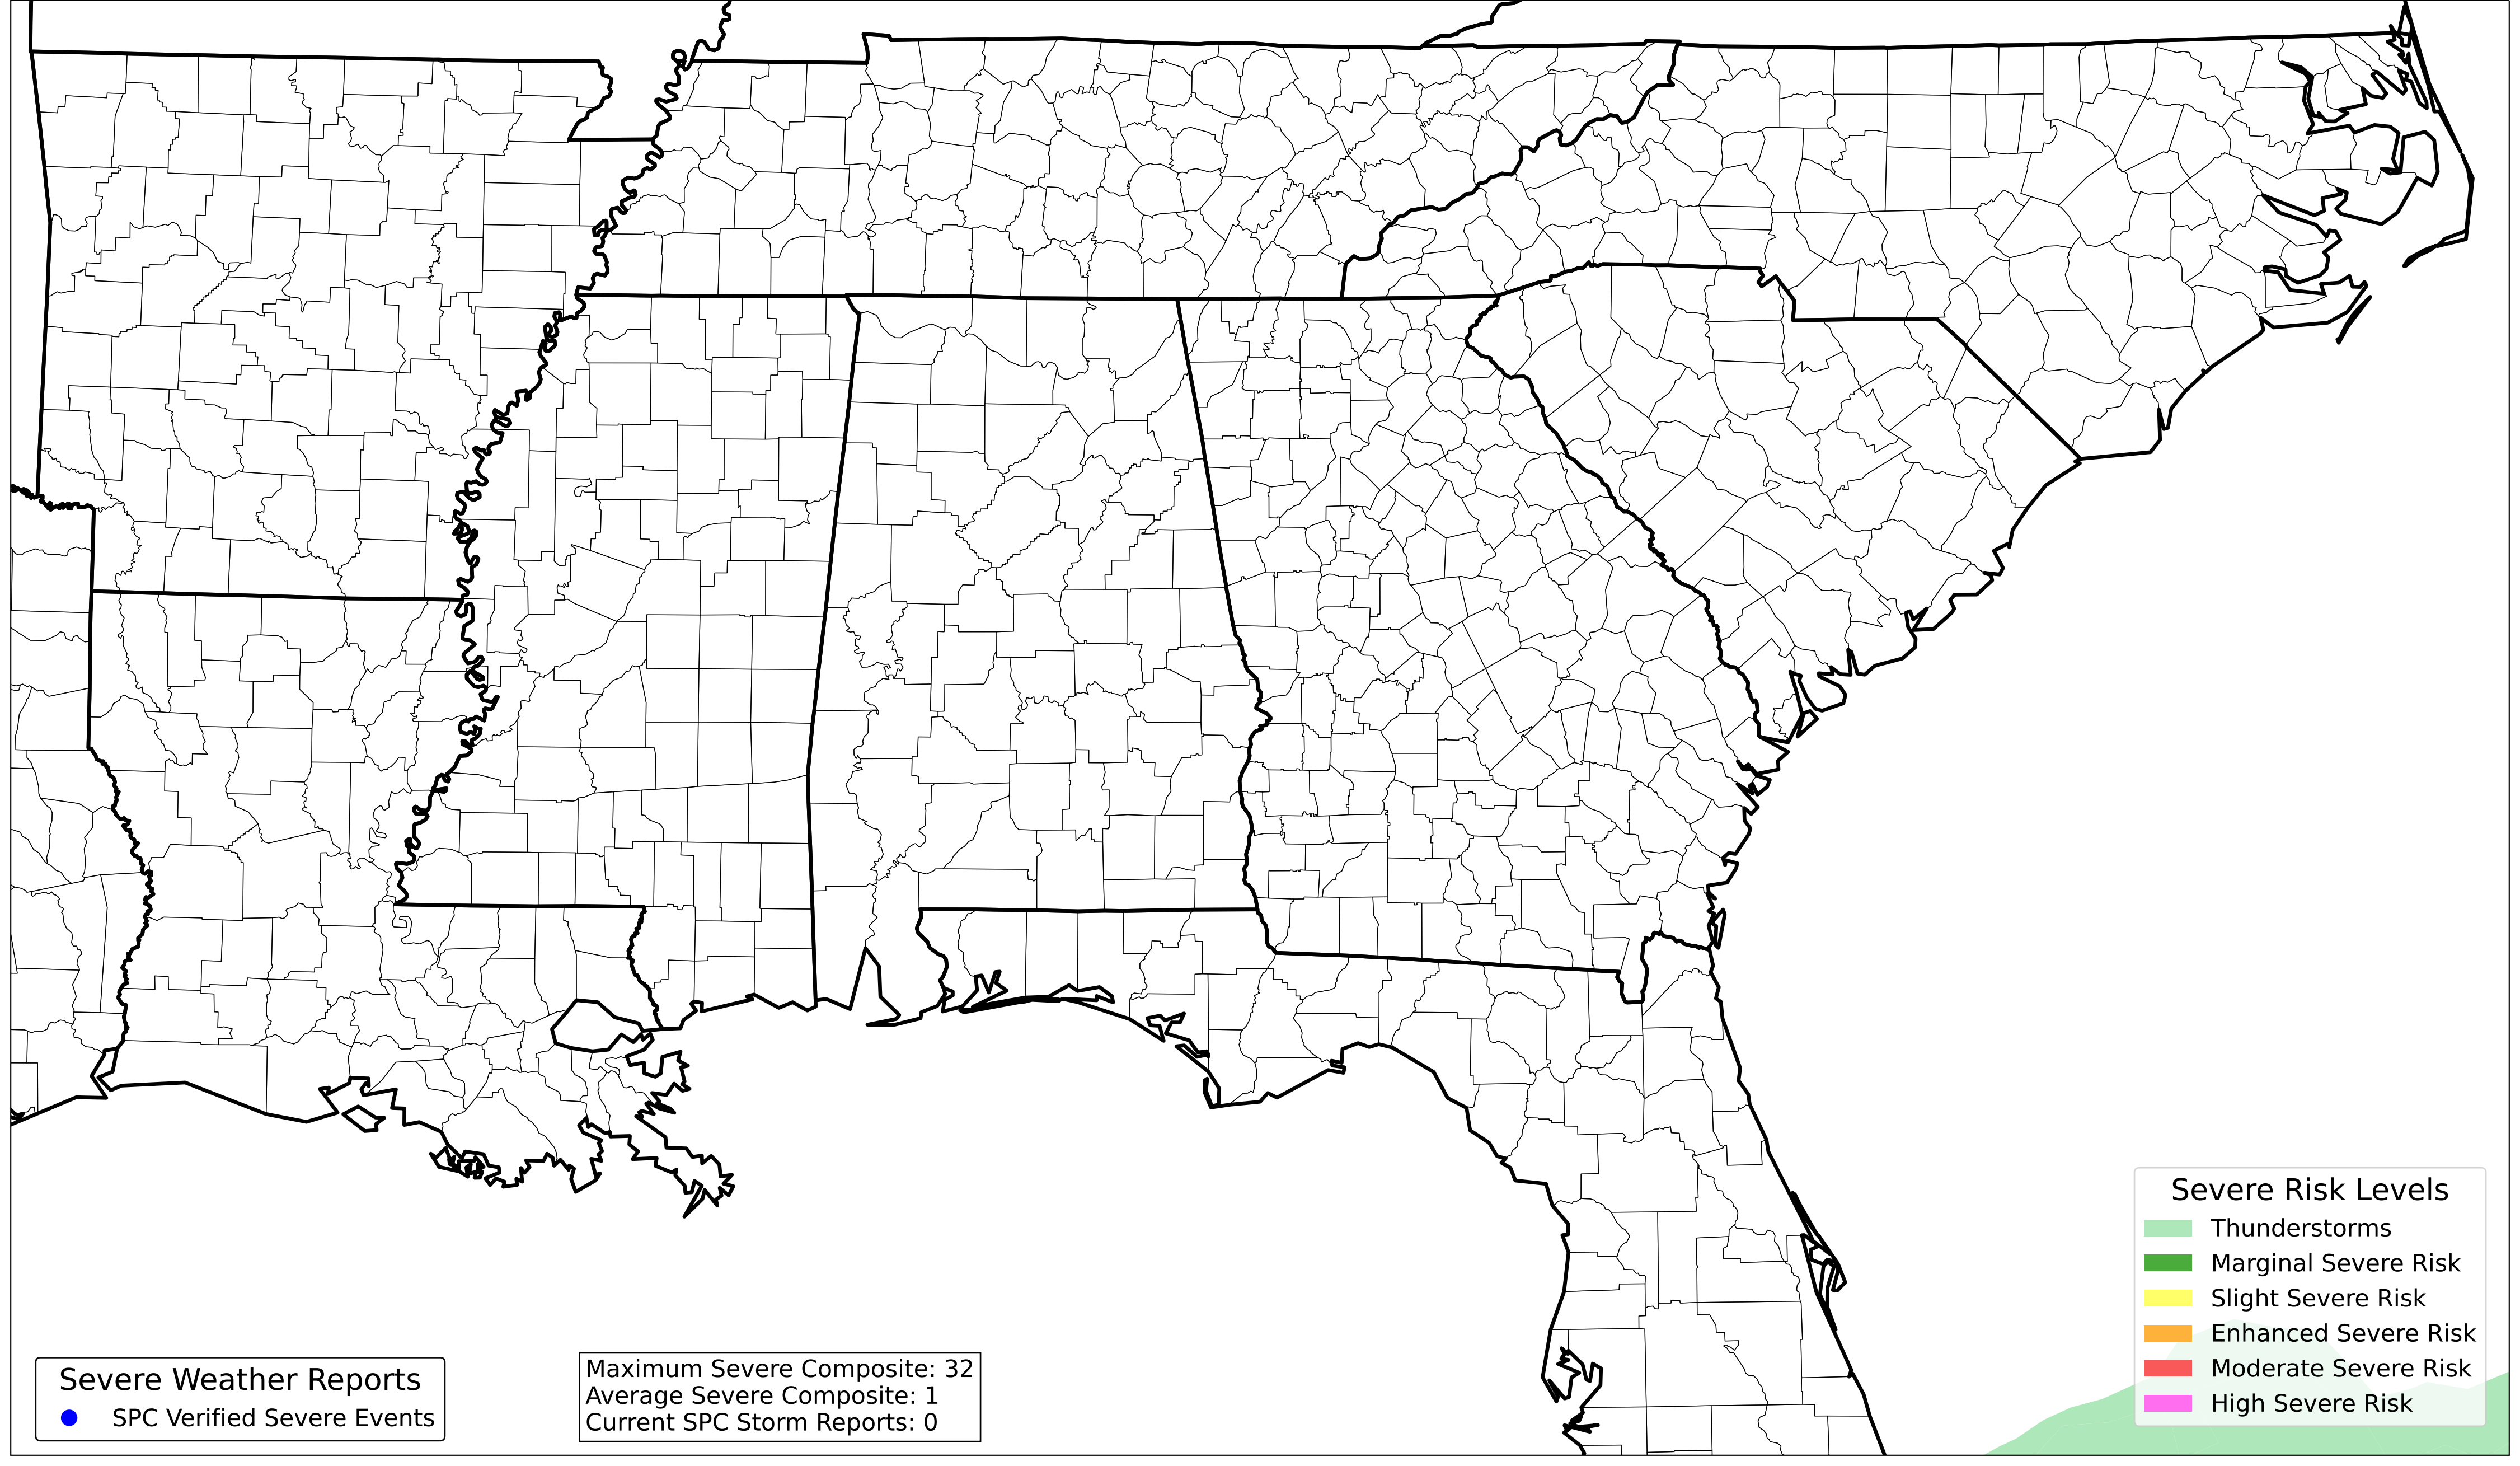 Severe Risk Levels
Thunderstorms
Marginal Severe Risk
Slight Severe Risk
Enhanced Severe Risk
Moderate Severe Risk
High Severe Risk
Severe Weather Reports
SPC Verified Severe Events
Maximum Severe Composite: 32
Average Severe Composite: 1
Current SPC Storm Reports: 0